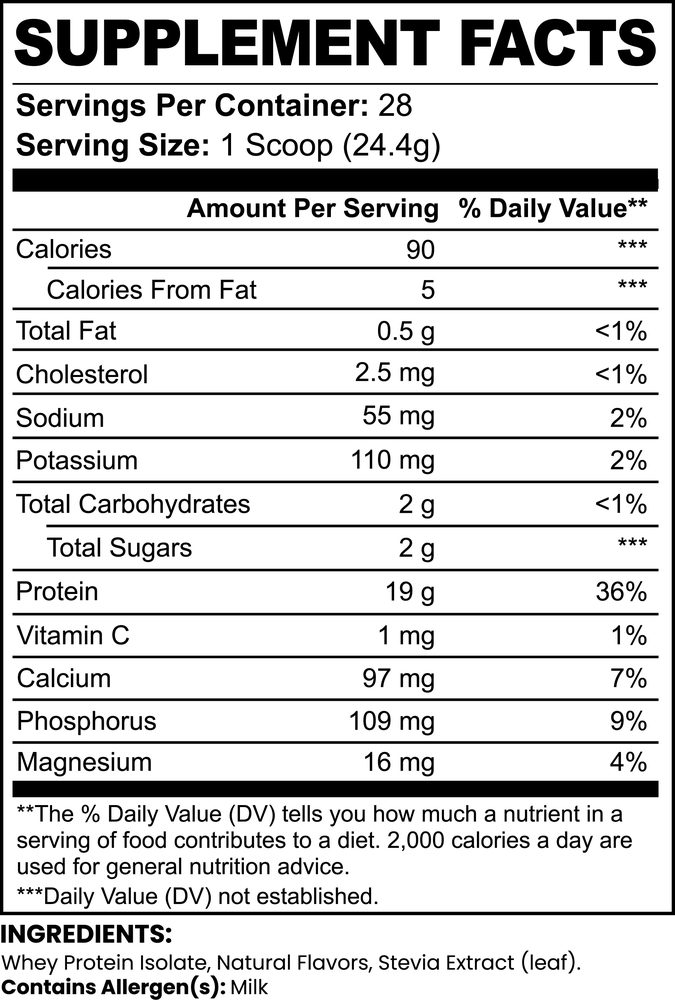 SUPPLEMENT FACTS
Servings Per Container: 28
Serving Size: 1 Scoop (24.4g)
Amount Per Serving % Daily Value**
Calories 90 ***
Calories From Fat 5 ***
Total Fat 0.5 g <1%
Cholesterol 2.5 mg <1%
Sodium 55 mg 2%
Potassium 110 mg 2%
Total Carbohydrates 2 g <1%
Total Sugars 2 g ***
Protein 19 g 36%
Vitamin C 1 mg 1%
Calcium 97 mg 7%
Phosphorus 109 mg 9%
Magnesium 16 mg 4%
**The % Daily Value (DV) tells you how much a nutrient in a
serving of food contributes to a diet. 2,000 calories a day are
used for general nutrition advice.
***Daily Value (DV) not established.
INGREDIENTS:
Whey Protein Isolate, Natural Flavors, Stevia Extract (leaf).
Contains Allergen(s): Milk